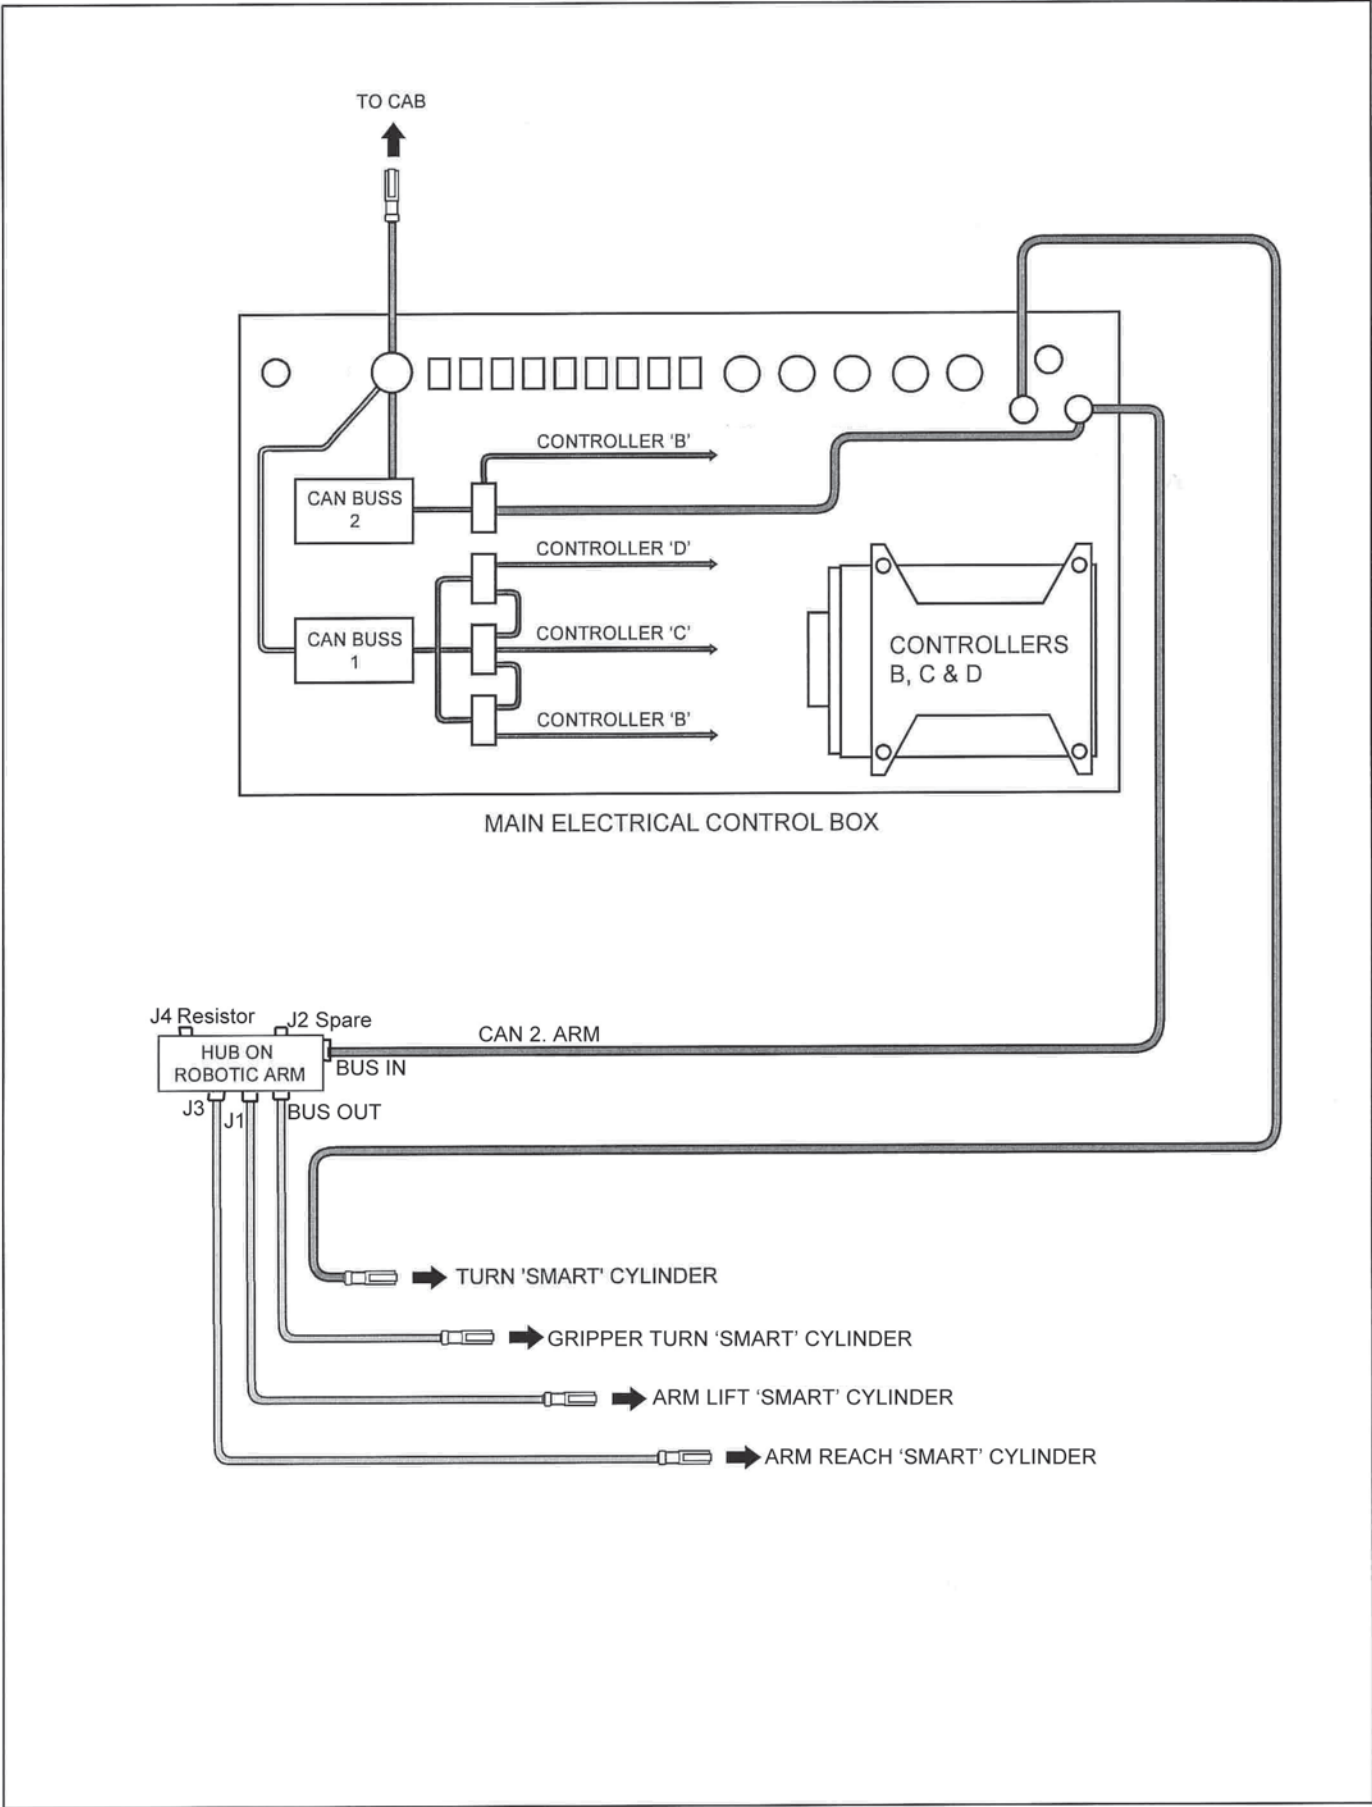 TO CAB
CONTROLLER 'B'
CAN BUSS
2
CONTROLLER 'D'
CAN BUSS
1
CONTROLLER 'C'
CONTROLLERS
B, C & D
CONTROLLER 'B'
MAIN ELECTRICAL CONTROL BOX
J4 Resistor
J2 Spare
CAN 2. ARM
HUB ON
ROBOTIC ARM
BUS IN
J3
J1
BUS OUT
TURN 'SMART' CYLINDER
GRIPPER TURN ‘SMART’ CYLINDER
ARM LIFT ‘SMART’ CYLINDER
ARM REACH ‘SMART’ CYLINDER